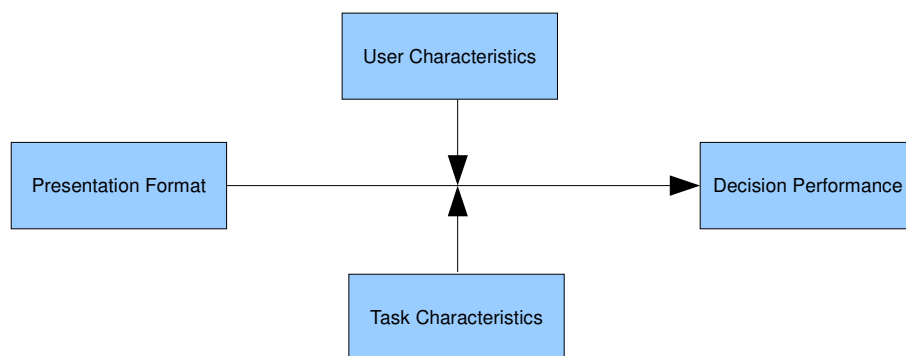 User Characteristics
Presentation Format
Decision Performance
Task Characteristics